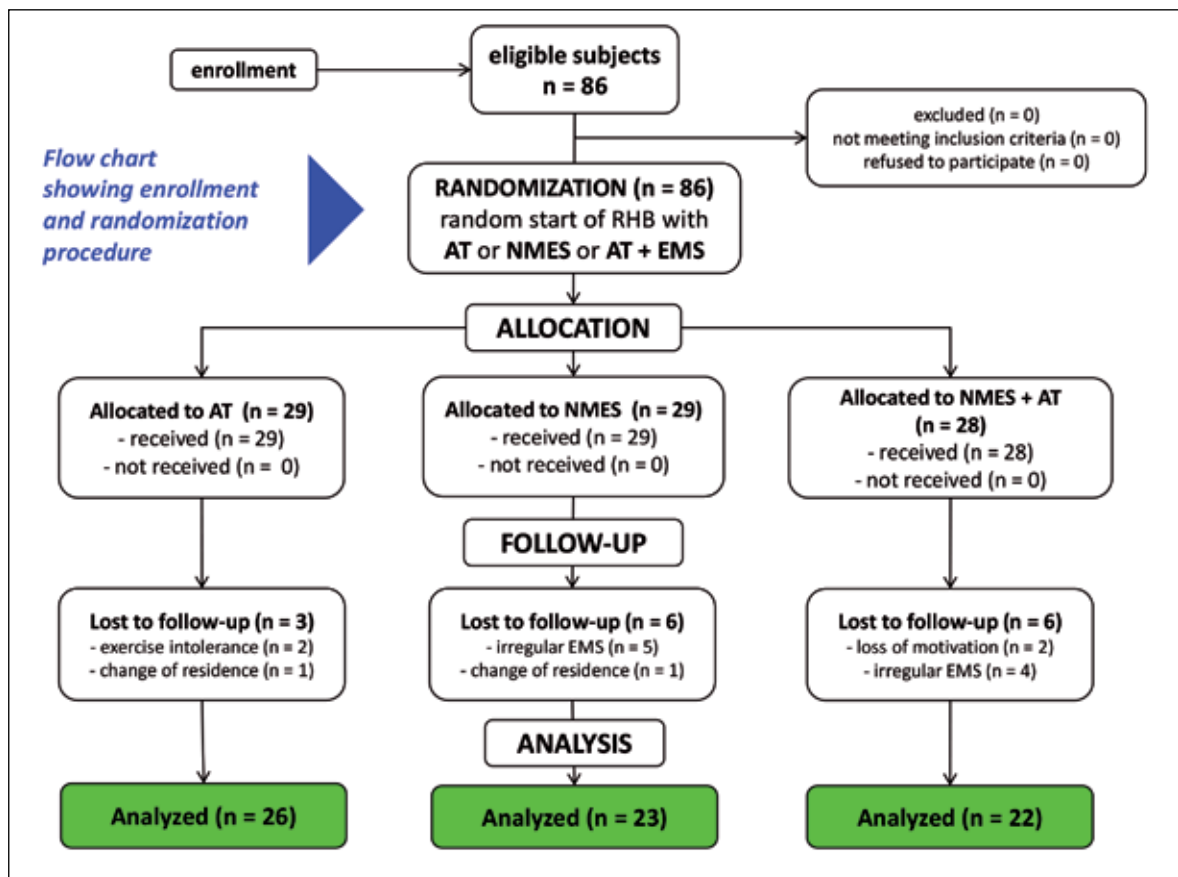 enrollment
eligible subjects
n = 86
excluded (n = 0)
not meeting inclusion criteria (n = 0)
refused to participate (n = 0)
Flow chart
showing enrollment
and randomization
procedure
RANDOMIZATION (n = 86)
random start of RHB with
AT or NMES or AT + EMS
ALLOCATION
Allocated to AT (n = 29)
- received (n = 29)
- not received (n = 0)
Allocated to NMES (n = 29)
- received (n = 29)
- not received (n = 0)
Allocated to NMES + AT
(n = 28)
- received (n = 28)
- not received (n = 0)
FOLLOW-UP
Lost to follow-up (n = 3)
- exercise intolerance (n = 2)
- change of residence (n = 1)
Lost to follow-up (n = 6)
- irregular EMS (n = 5)
- change of residence (n = 1)
Lost to follow-up (n = 6)
- loss of motivation (n = 2)
- irregular EMS (n = 4)
ANALYSIS
Analyzed (n = 26)
Analyzed (n = 23)
Analyzed (n = 22)